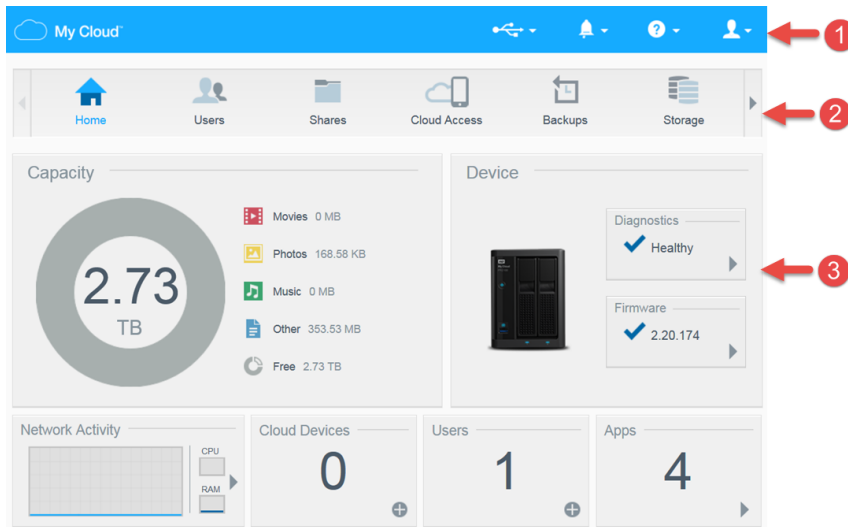 My Cloud™
1
Home Users Shares Cloud Access Backups Storage
2
Capacity
2.73
TB
Movies 0 MB
Photos 168.58 KB
Music 0 MB
Other 353.53 MB
Free 2.73 TB
Device
Diagnostics
Healthy
3
Firmware
2.20.174
Network Activity
CPU
RAM
Cloud Devices
0
Users
1
Apps
4